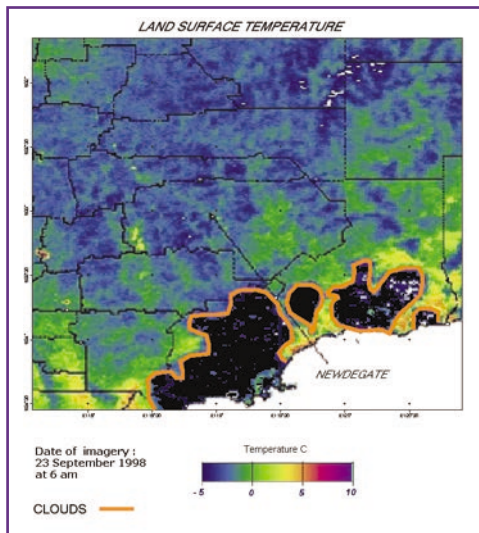 LAND SURFACE TEMPERATURE
NEWDEGATE
Date of imagery :
23 September 1998
at 6 am
Temperature C
-5 0 5 10
CLOUDS